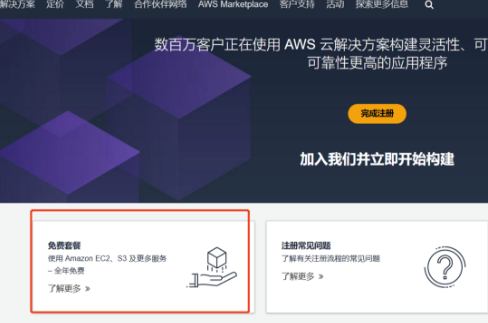 解决方案 定价 文档 了解 合作伙伴网络 AWS Marketplace 客户支持 活动 探索更多信息
数百万客户正在使用 AWS 云解决方案构建灵活性、可
可靠性更高的应用程序
完成注册
加入我们并立即开始构建
免费套餐
使用 Amazon EC2、S3 及更多服务
– 全年免费
了解更多 »
注册常见问题
了解有关注册流程的常见问题
了解更多 »